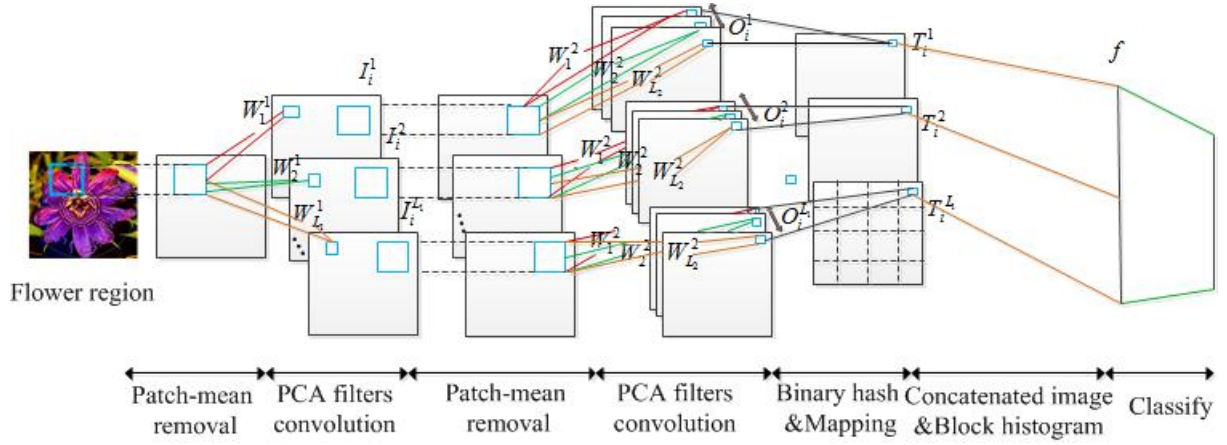 O_i^1
T_i^1
f
W_1^2
I_i^1
W_2^2
W_{L_2}^2
W_1^1
I_i^2
O_i^2
T_i^2
W_1^2
W_2^1
W_2^2
W_{L_2}^2
I_i^{L_1}
O_i^{L_1}
T_i^{L_1}
W_{L_1}^1
W_1^2
W_2^2
W_{L_2}^2
Flower region
Patch-mean
removal
PCA filters
convolution
Patch-mean
removal
PCA filters
convolution
Binary hash
&Mapping
Concatenated image
&Block histogram
Classify